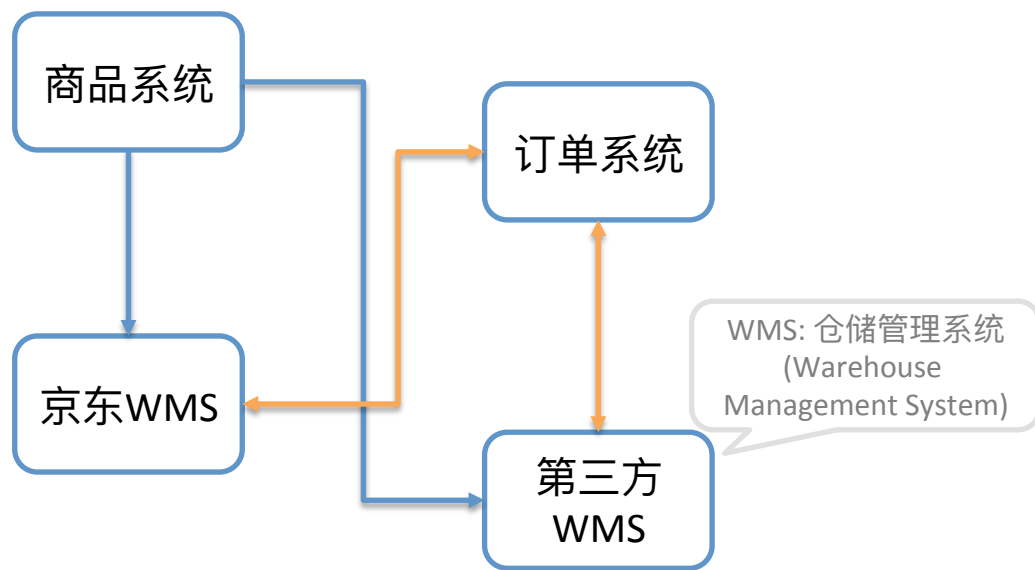 商品系统
订单系统
京东WMS
WMS: 仓储管理系统
(Warehouse
Management System)
第三方
WMS